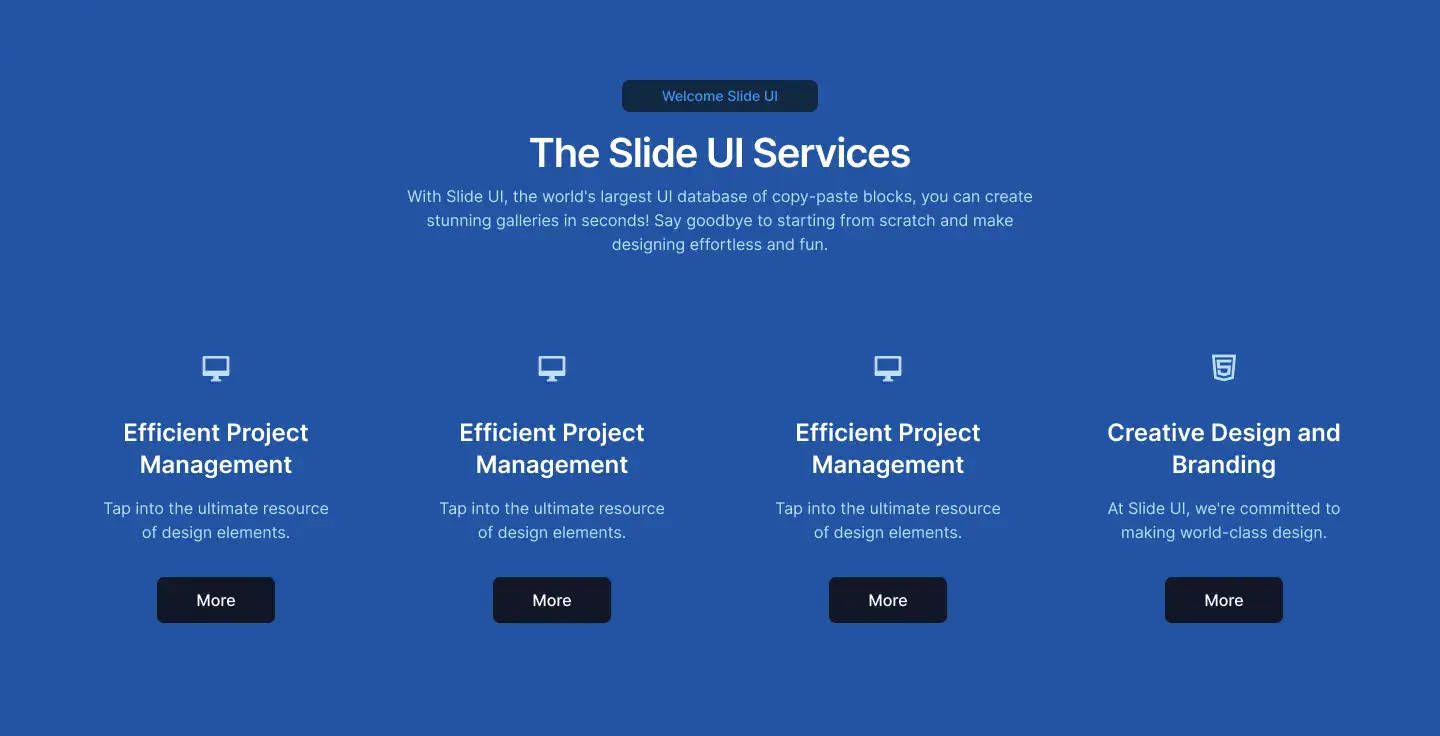 Welcome Slide UI
The Slide UI Services
With Slide UI, the world's largest UI database of copy-paste blocks, you can create
stunning galleries in seconds! Say goodbye to starting from scratch and make
designing effortless and fun.
Efficient Project
Management
Tap into the ultimate resource
of design elements.
More
Efficient Project
Management
Tap into the ultimate resource
of design elements.
More
Efficient Project
Management
Tap into the ultimate resource
of design elements.
More
Creative Design and
Branding
At Slide UI, we're committed to
making world-class design.
More